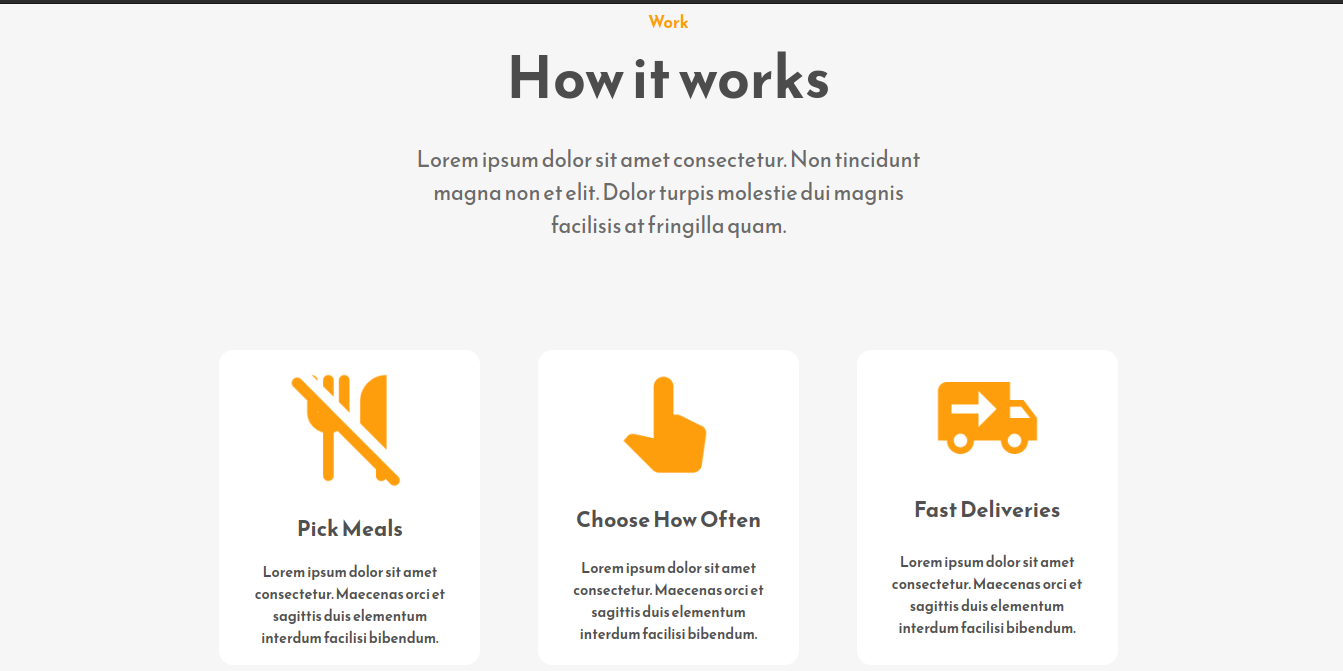 Work
How it works
Lorem ipsum dolor sit amet consectetur. Non tincidunt
magna non et elit. Dolor turpis molestie dui magnis
facilisis at fringilla quam.
Pick Meals
Lorem ipsum dolor sit amet
consectetur. Maecenas orci et
sagittis duis elementum
interdum facilisi bibendum.
Choose How Often
Lorem ipsum dolor sit amet
consectetur. Maecenas orci et
sagittis duis elementum
interdum facilisi bibendum.
Fast Deliveries
Lorem ipsum dolor sit amet
consectetur. Maecenas orci et
sagittis duis elementum
interdum facilisi bibendum.